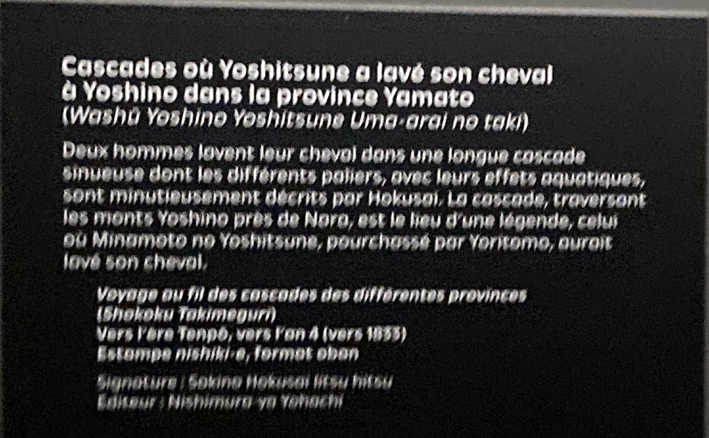 Cascades où Yoshitsune a lavé son cheval
à Yoshino dans la province Yamato
(Washû Yoshino Yoshitsune Uma-arai no taki)
Deux hommes lavent leur cheval dans une longue cascade
sinueuse dont les différents paliers, avec leurs effets aquatiques,
sont minutieusement décrits par Hokusai. La cascade, traversant
les monts Yoshino près de Nara, est le lieu d'une légende, celui
où Minamoto no Yoshitsune, pourchassé par Yoritomo, aurait
lavé son cheval.
Voyage au fil des cascades des différentes provinces
(Shokoku Takimeguri)
Vers l'ère Tenpô, vers l'an 4 (vers 1833)
Estampe nishiki-e, format oban
Signature : Sakino Hokusai Iitsu hitsu
Éditeur : Nishimura-ya Yohachi